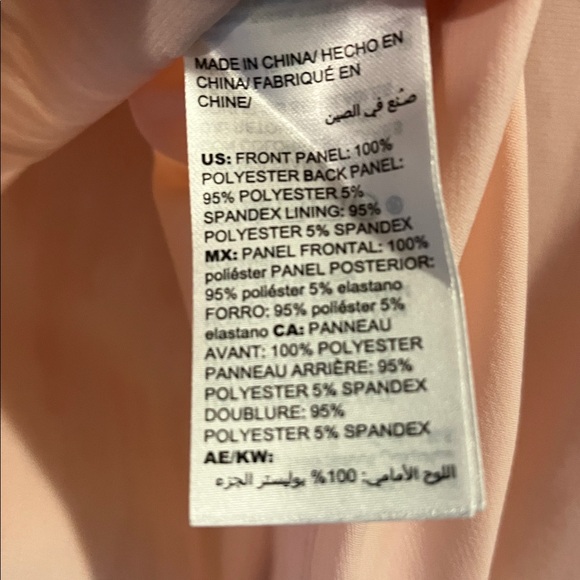 MADE IN CHINA/ HECHO EN
CHINA/ FABRIQUÉ EN
CHINE/
صنع في الصين
US: FRONT PANEL: 100%
POLYESTER BACK PANEL:
95% POLYESTER 5%
SPANDEX LINING: 95%
POLYESTER 5% SPANDEX
MX: PANEL FRONTAL: 100%
poliéster PANEL POSTERIOR:
95% poliéster 5% elastano
FORRO: 95% poliéster 5%
elastano CA: PANNEAU
AVANT: 100% POLYESTER
PANNEAU ARRIÈRE: 95%
POLYESTER 5% SPANDEX
DOUBLURE: 95%
POLYESTER 5% SPANDEX
AE/KW:
اللوح الأمامي: 100% بوليستر الجزء